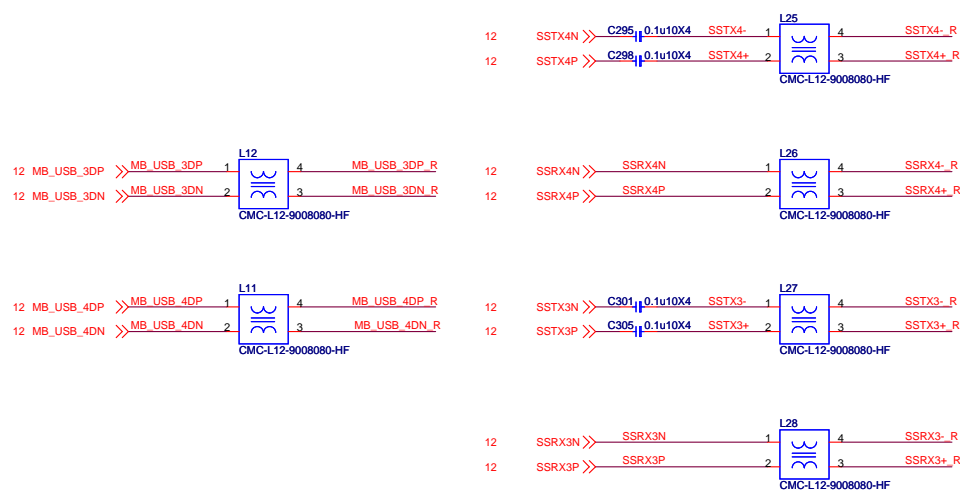 L25
12 SSTX4N C295 0.1u10X4 SSTX4- 1 4 SSTX4-_R
12 SSTX4P C298 0.1u10X4 SSTX4+ 2 3 SSTX4+_R
CMC-L12-9008080-HF
L12
12 MB_USB_3DP MB_USB_3DP 1 4 MB_USB_3DP_R
12 MB_USB_3DN MB_USB_3DN 2 3 MB_USB_3DN_R
CMC-L12-9008080-HF
L26
12 SSRX4N SSRX4N 1 4 SSRX4-_R
12 SSRX4P SSRX4P 2 3 SSRX4+_R
CMC-L12-9008080-HF
L11
12 MB_USB_4DP MB_USB_4DP 1 4 MB_USB_4DP_R
12 MB_USB_4DN MB_USB_4DN 2 3 MB_USB_4DN_R
CMC-L12-9008080-HF
L27
12 SSTX3N C301 0.1u10X4 SSTX3- 1 4 SSTX3-_R
12 SSTX3P C305 0.1u10X4 SSTX3+ 2 3 SSTX3+_R
CMC-L12-9008080-HF
L28
12 SSRX3N SSRX3N 1 4 SSRX3-_R
12 SSRX3P SSRX3P 2 3 SSRX3+_R
CMC-L12-9008080-HF